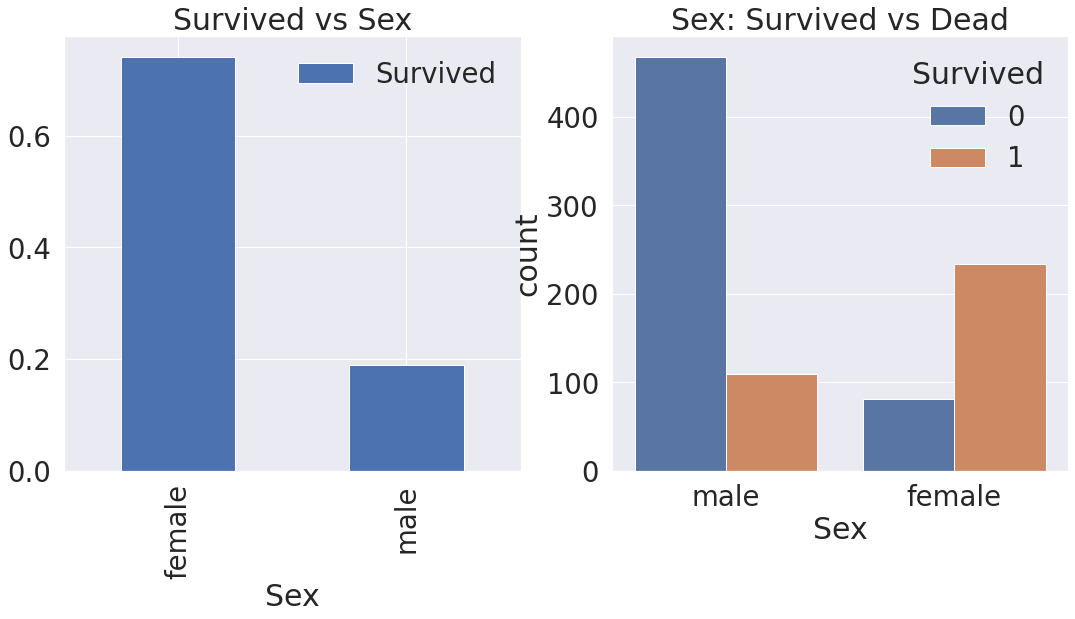 Survived vs Sex
Survived
0.6
0.4
0.2
0.0
female
male
Sex
Sex: Survived vs Dead
Survived
0
1
count
400
300
200
100
0
male
female
Sex